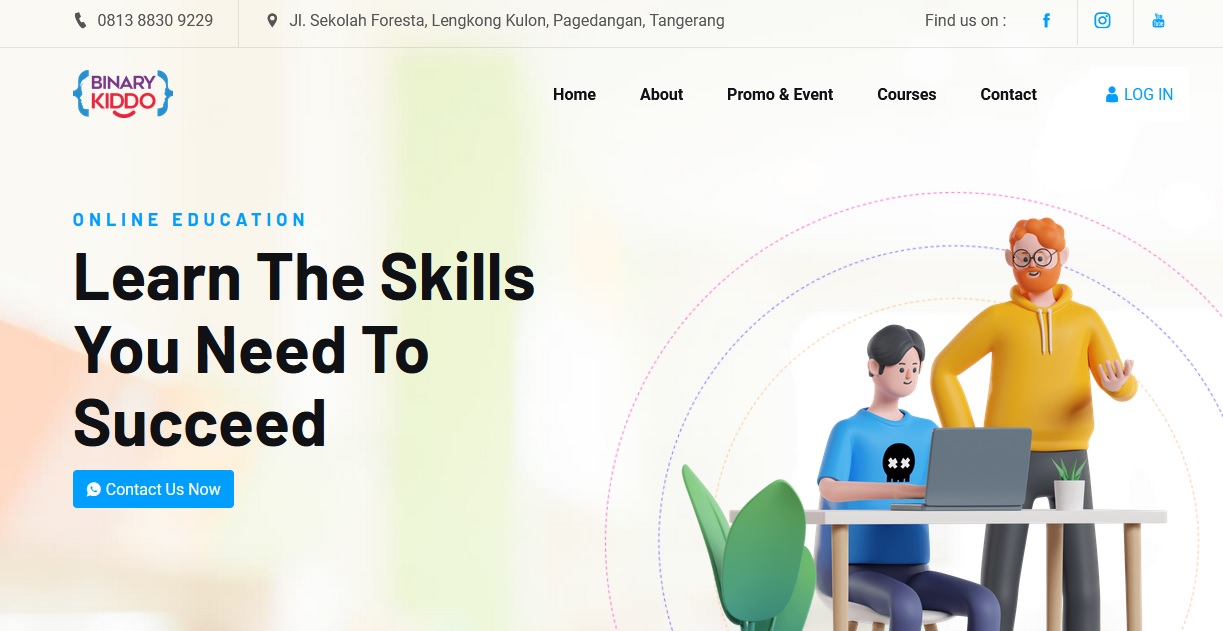 0813 8830 9229
Jl. Sekolah Foresta, Lengkong Kulon, Pagedangan, Tangerang
Find us on :
BINARY
KIDDO
Home
About
Promo & Event
Courses
Contact
LOG IN
ONLINE EDUCATION
Learn The Skills
You Need To
Succeed
Contact Us Now